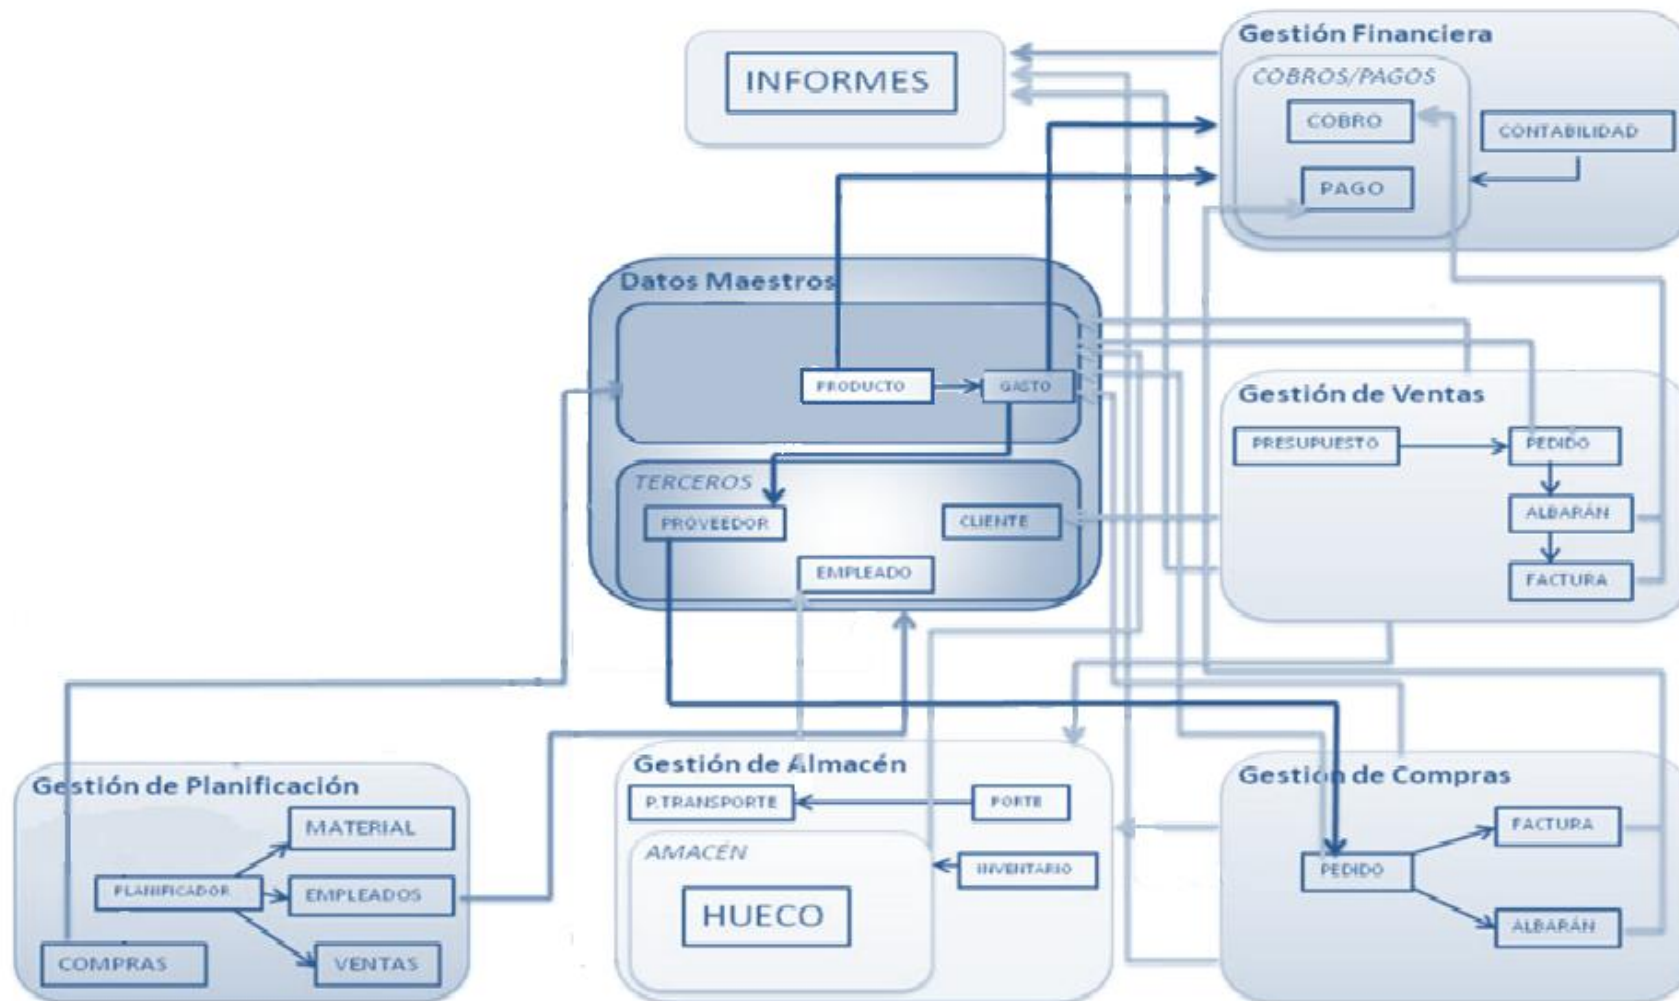 INFORMES
Gestión Financiera
COBROS/PAGOS
COBRO
CONTABILIDAD
PAGO
Datos Maestros
PRODUCTO
GASTO
TERCEROS
PROVEEDOR
CLIENTE
EMPLEADO
Gestión de Ventas
PRESUPUESTO
PEDIDO
ALBARÁN
FACTURA
Gestión de Planificación
MATERIAL
PLANIFICADOR
EMPLEADOS
COMPRAS
VENTAS
Gestión de Almacén
P.TRANSPORTE
PORTE
AMACÉN
INVENTARIO
HUECO
Gestión de Compras
FACTURA
PEDIDO
ALBARÁN